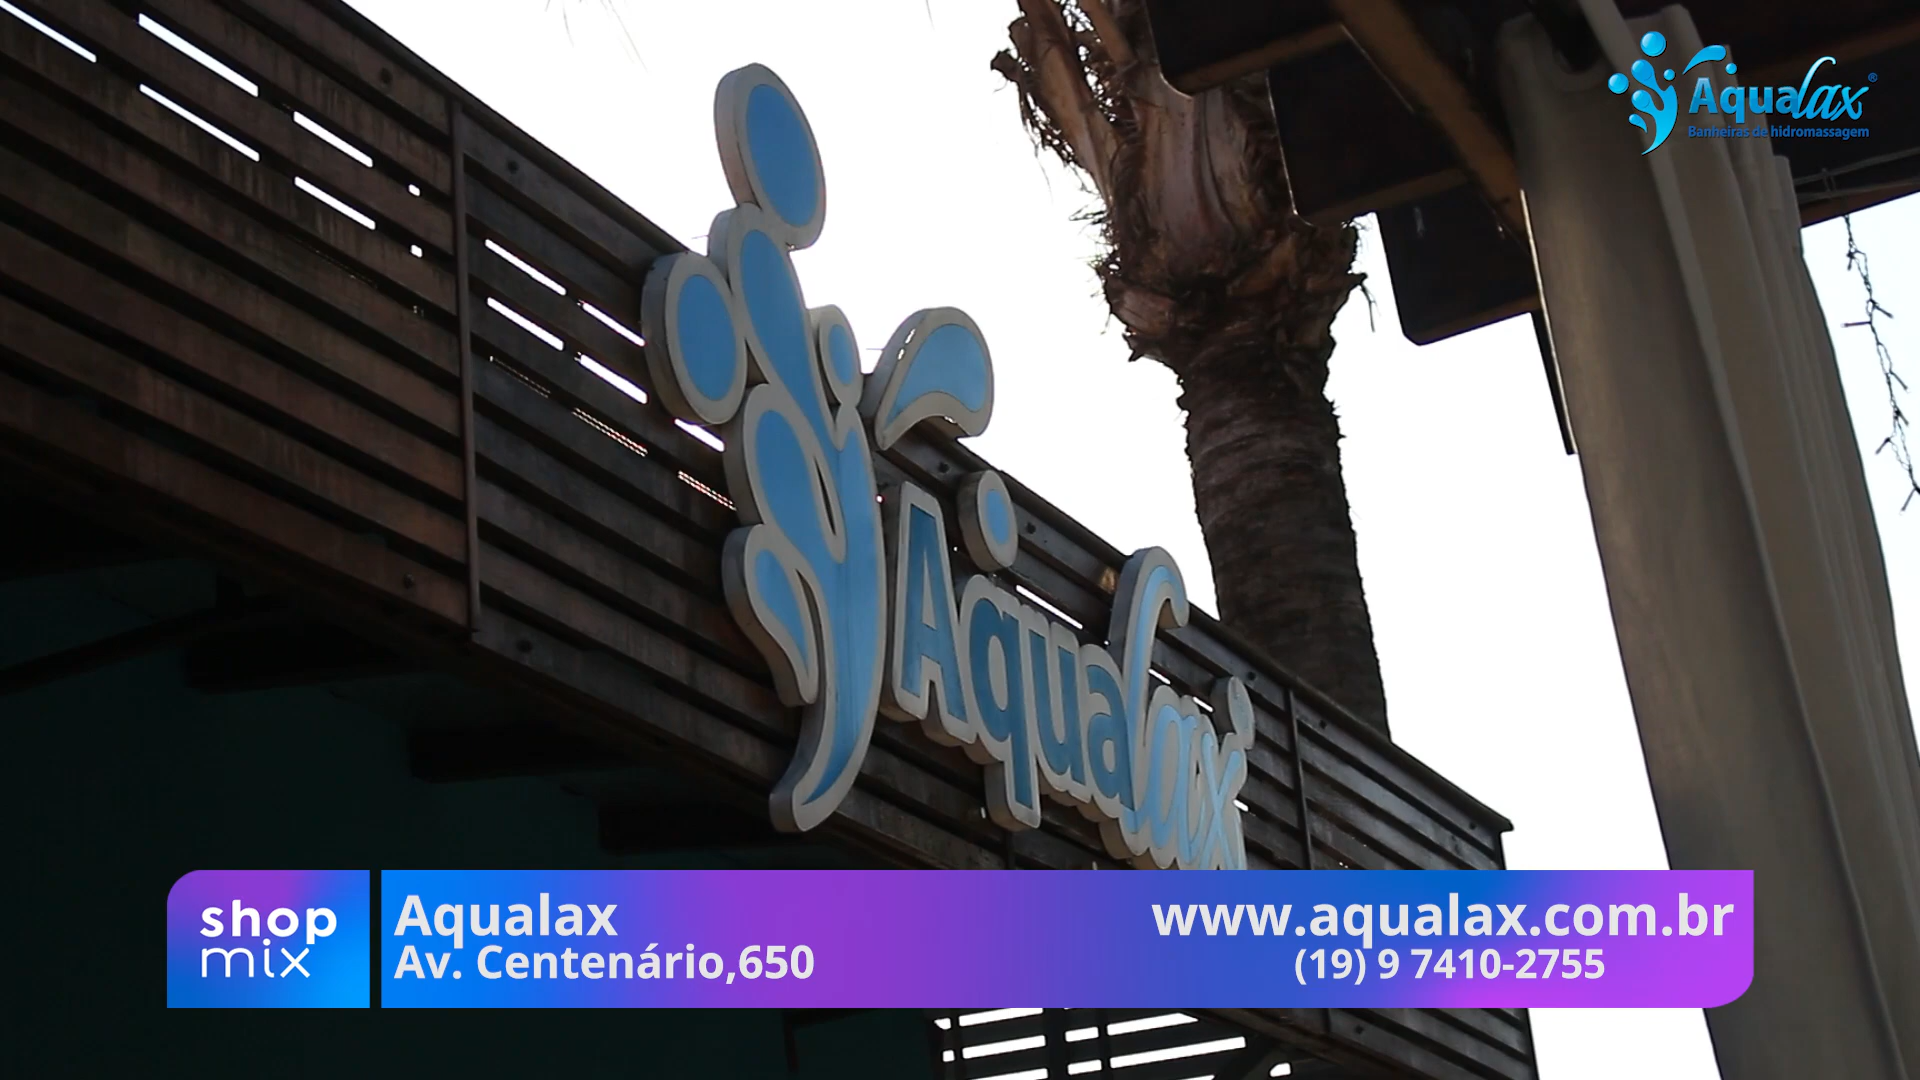 Aqualax®
Banheiras de hidromassagem
Aqualax
shop
mix
Aqualax
Av. Centenário,650
www.aqualax.com.br
(19) 9 7410-2755